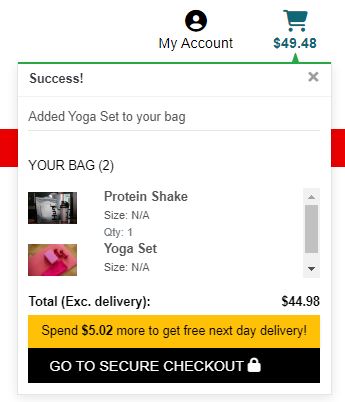 My Account
$49.48
Success!
×
Added Yoga Set to your bag
YOUR BAG (2)
Protein Shake
Size: N/A
Qty: 1
Yoga Set
Size: N/A
Total (Exc. delivery): $44.98
Spend $5.02 more to get free next day delivery!
GO TO SECURE CHECKOUT